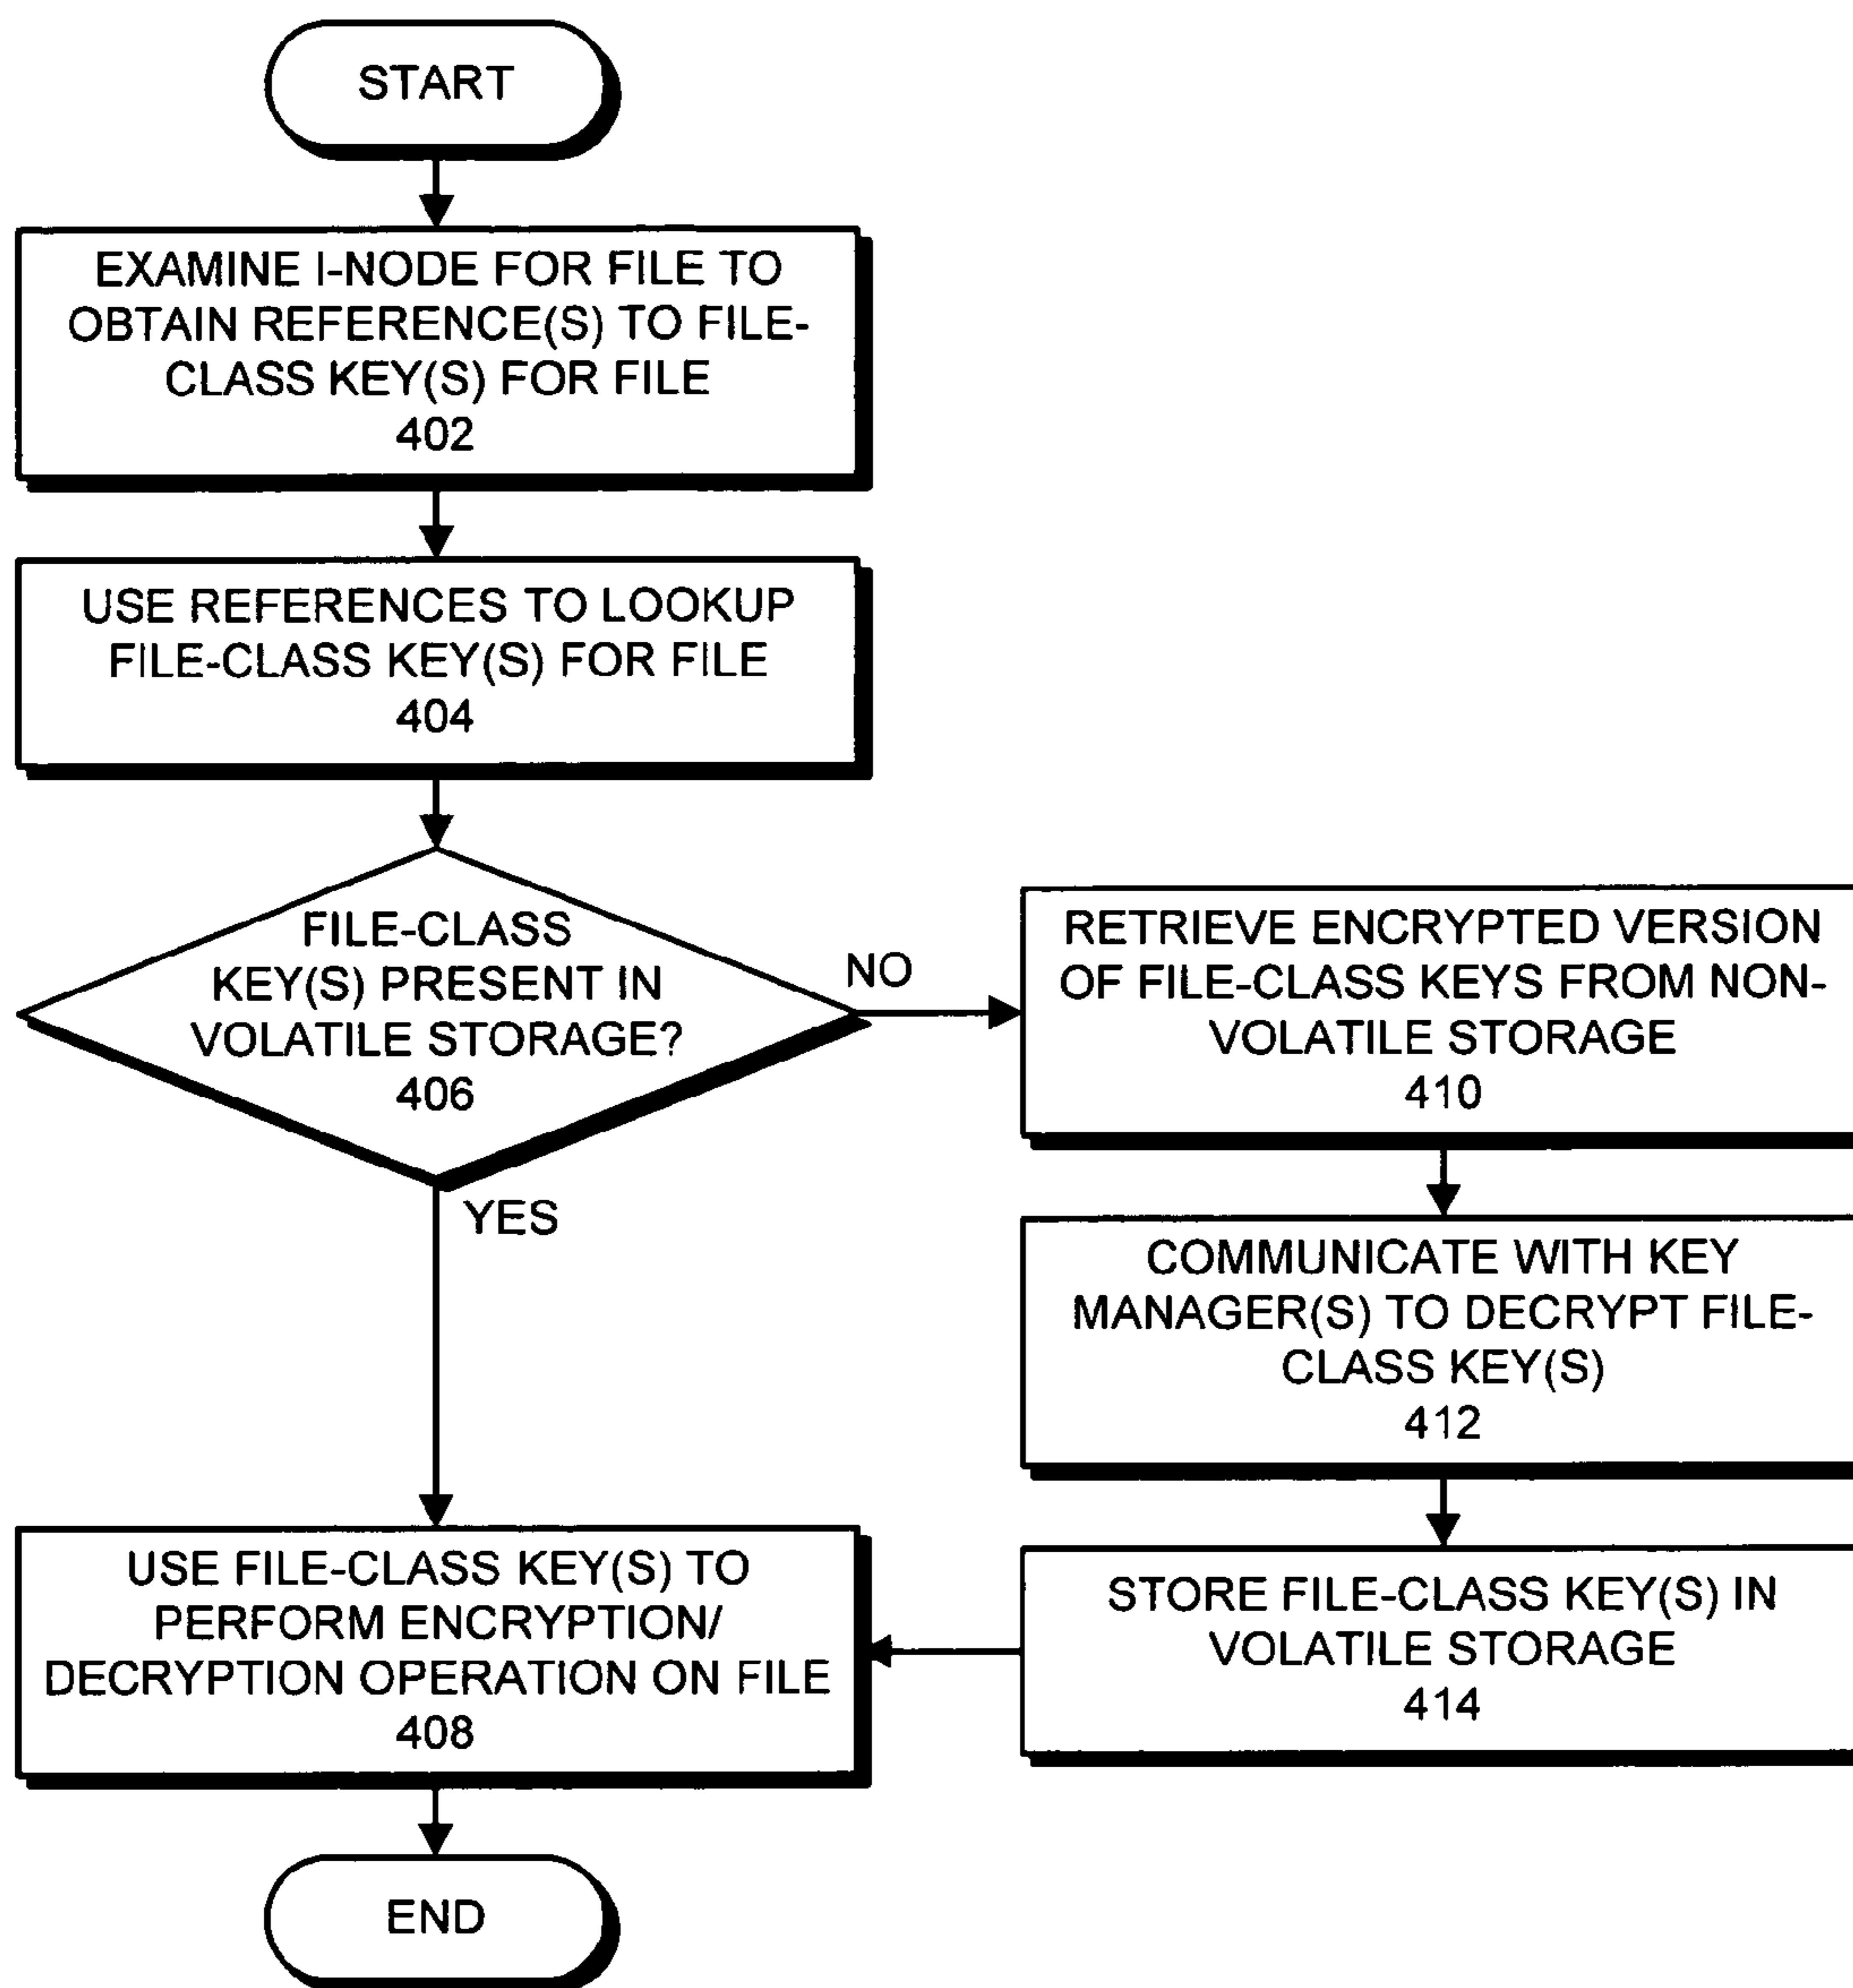 START
EXAMINE I-NODE FOR FILE TO
OBTAIN REFERENCE(S) TO FILE-
CLASS KEY(S) FOR FILE
402
USE REFERENCES TO LOOKUP
FILE-CLASS KEY(S) FOR FILE
404
FILE-CLASS
KEY(S) PRESENT IN
VOLATILE STORAGE?
406
NO
YES
RETRIEVE ENCRYPTED VERSION
OF FILE-CLASS KEYS FROM NON-
VOLATILE STORAGE
410
COMMUNICATE WITH KEY
MANAGER(S) TO DECRYPT FILE-
CLASS KEY(S)
412
STORE FILE-CLASS KEY(S) IN
VOLATILE STORAGE
414
USE FILE-CLASS KEY(S) TO
PERFORM ENCRYPTION/
DECRYPTION OPERATION ON FILE
408
END